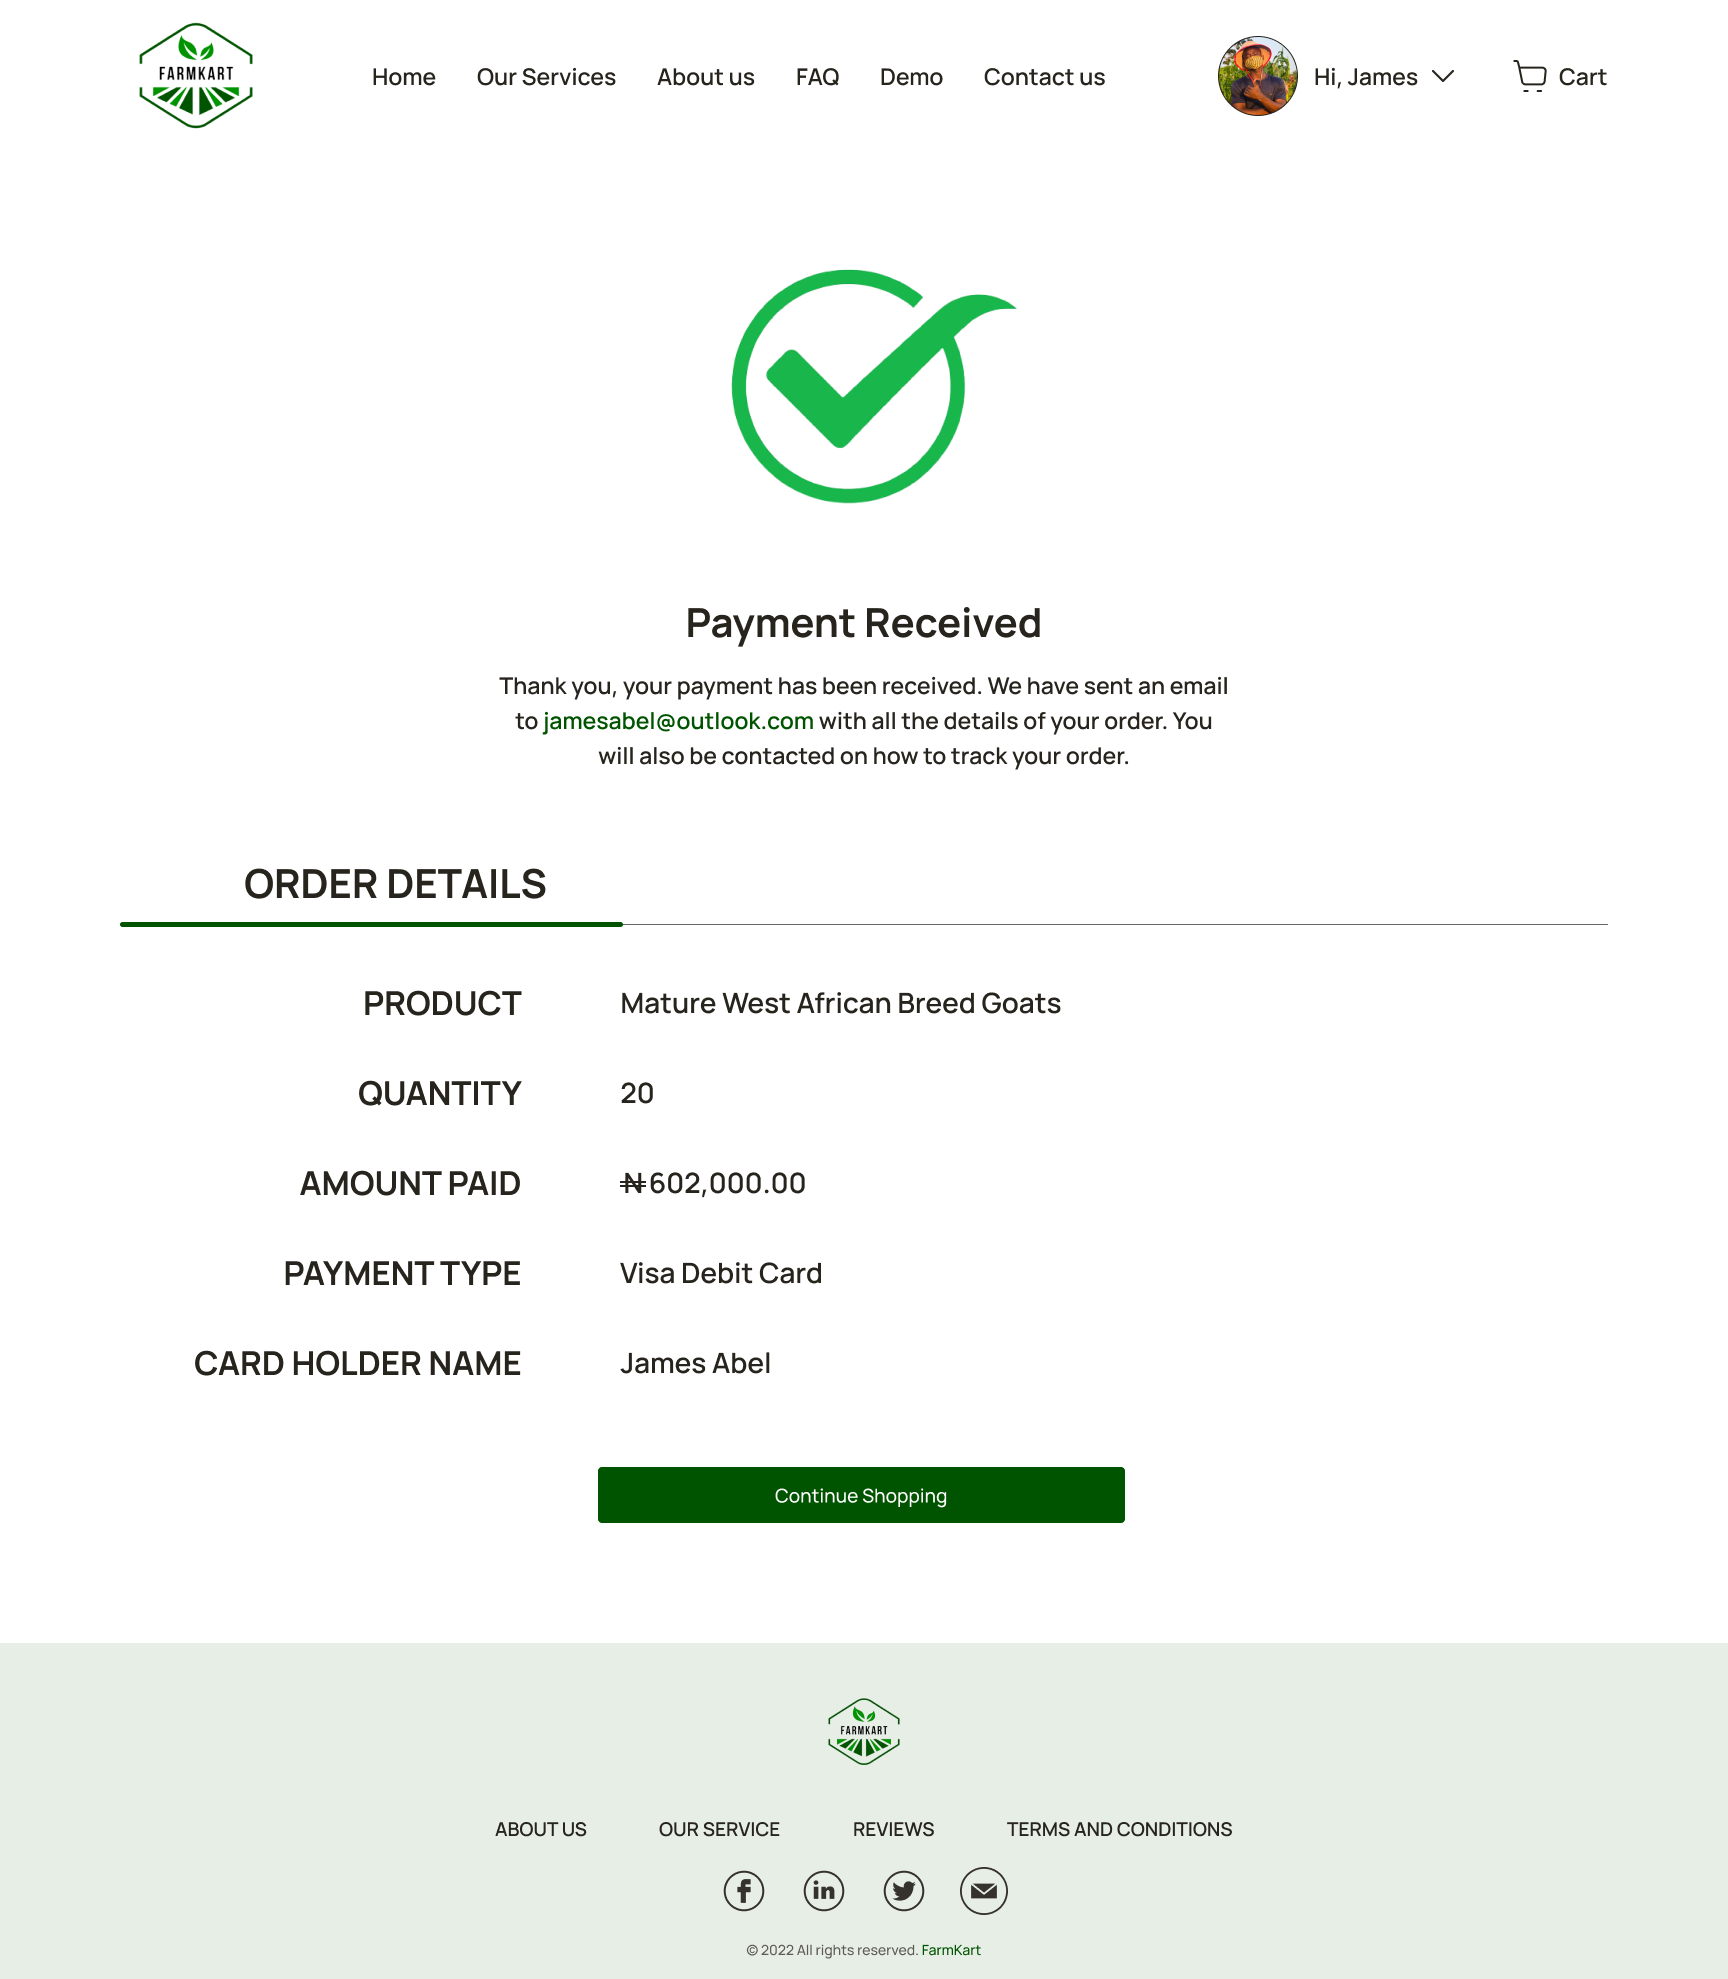 FARMKART
Home Our Services About us FAQ Demo Contact us Hi, James Cart
Payment Received
Thank you, your payment has been received. We have sent an email
to jamesabel@outlook.com with all the details of your order. You
will also be contacted on how to track your order.
ORDER DETAILS
PRODUCT Mature West African Breed Goats
QUANTITY 20
AMOUNT PAID ₦602,000.00
PAYMENT TYPE Visa Debit Card
CARD HOLDER NAME James Abel
Continue Shopping
FARMKART
ABOUT US OUR SERVICE REVIEWS TERMS AND CONDITIONS
© 2022 All rights reserved. FarmKart